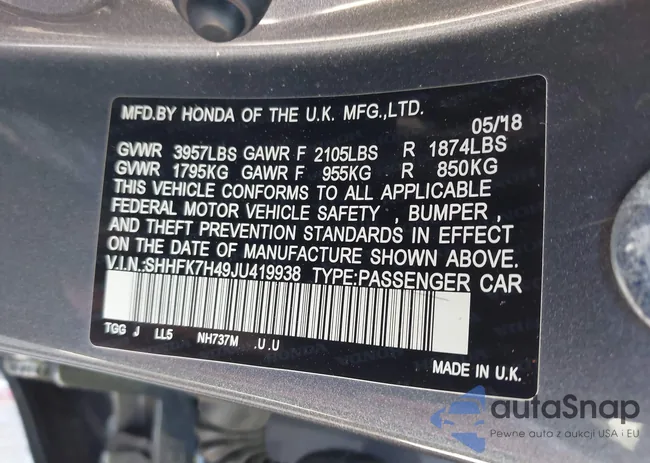 MFD.BY HONDA OF THE U.K. MFG.,LTD.
05/18
GVWR 3957LBS GAWR F 2105LBS R 1874LBS
GVWR 1795KG GAWR F 955KG R 850KG
THIS VEHICLE CONFORMS TO ALL APPLICABLE
FEDERAL MOTOR VEHICLE SAFETY , BUMPER ,
AND THEFT PREVENTION STANDARDS IN EFFECT
ON THE DATE OF MANUFACTURE SHOWN ABOVE.
V.I.N.:SHHFK7H49JU419938 TYPE:PASSENGER CAR
TGG J LL5 NH737M .U.U
MADE IN U.K.
autaSnap
Pewne auta z aukcji USA i EU